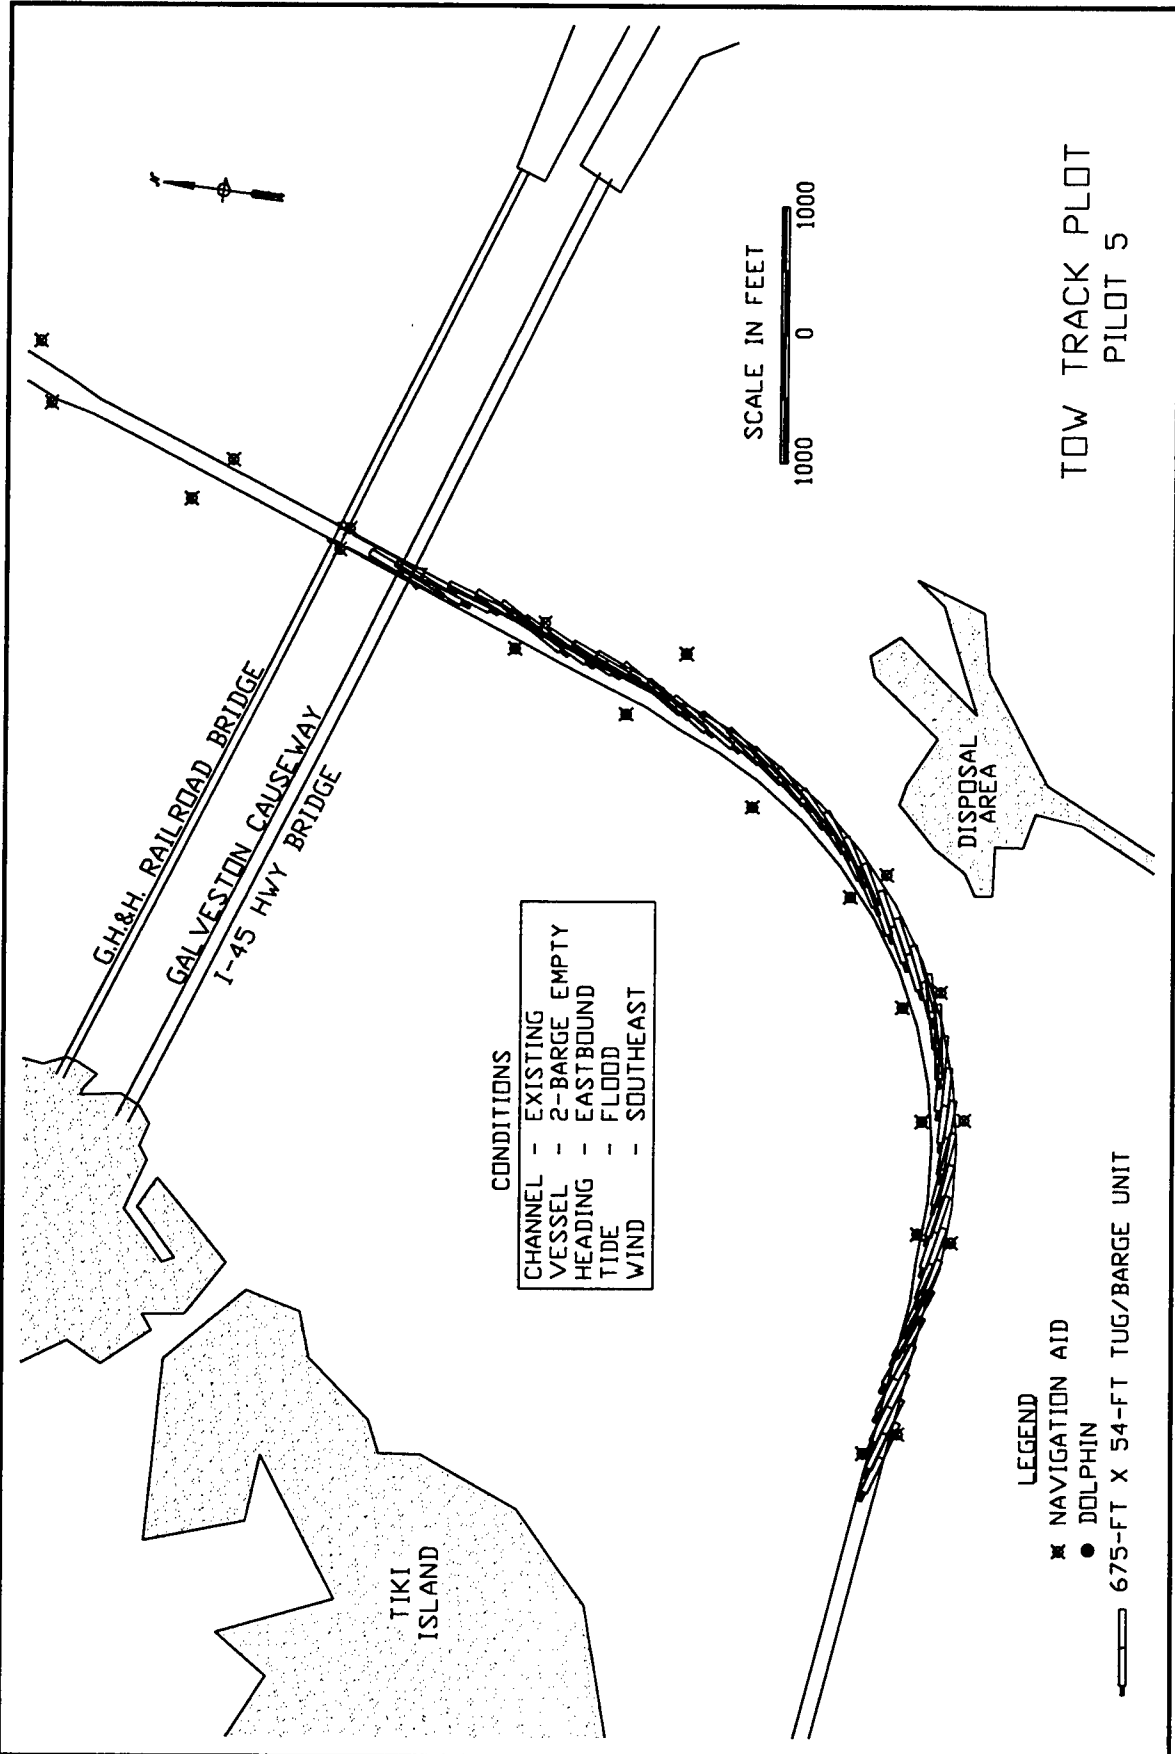 N
G.H.&H. RAILROAD BRIDGE
GALVESTON CAUSEWAY
I-45 HWY BRIDGE
TIKI
ISLAND
CONDITIONS
CHANNEL - EXISTING
VESSEL - 2-BARGE EMPTY
HEADING - EASTBOUND
TIDE - FLOOD
WIND - SOUTHEAST
SCALE IN FEET
1000 0 1000
DISPOSAL
AREA
LEGEND
NAVIGATION AID
DOLPHIN
675-FT X 54-FT TUG/BARGE UNIT
TOW TRACK PLOT
PILOT 5